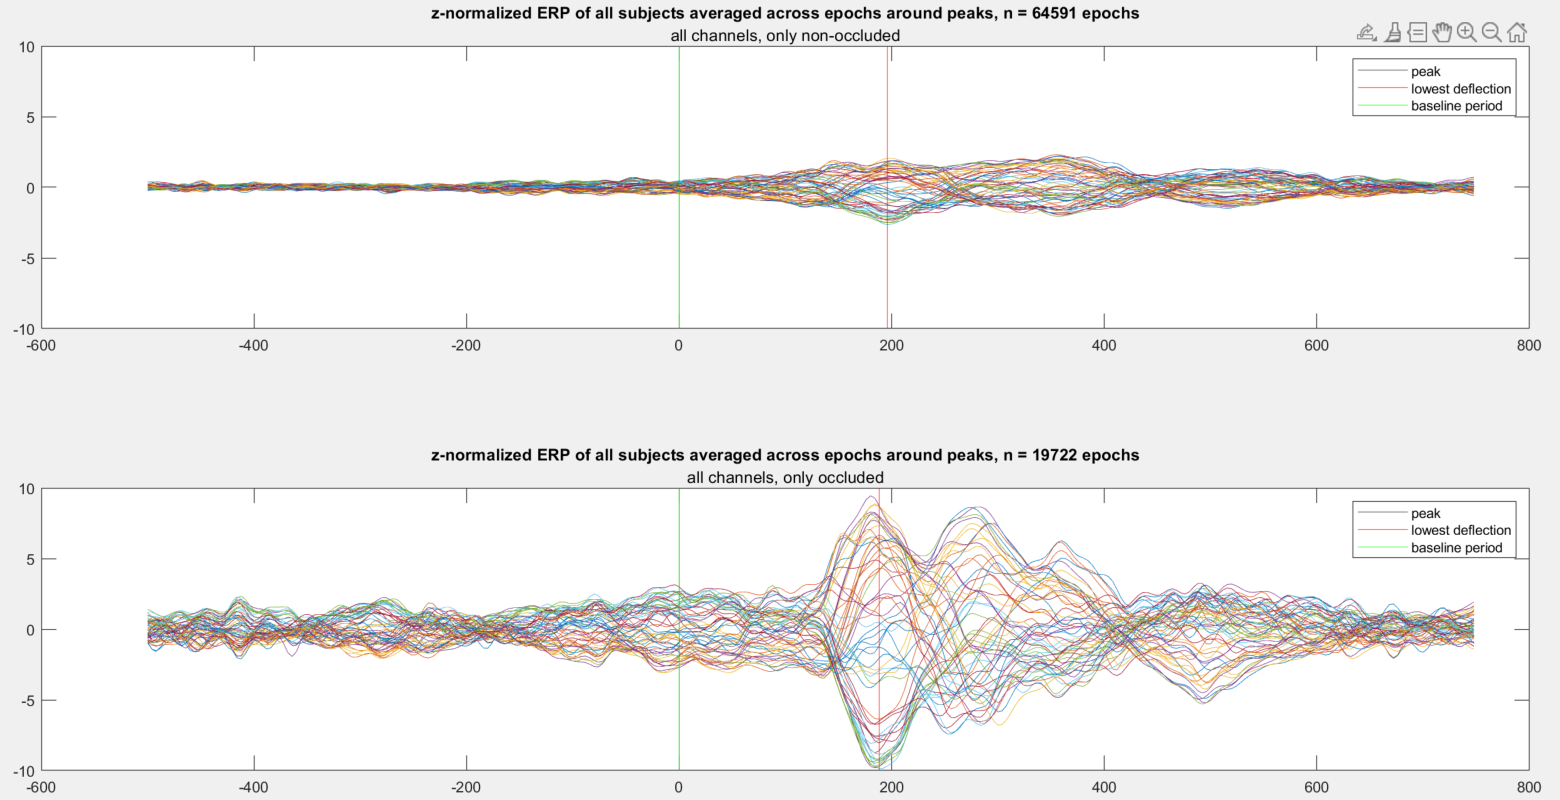 z-normalized ERP of all subjects averaged across epochs around peaks, n = 64591 epochs
all channels, only non-occluded
10
5
0
-5
-10
-600 -400 -200 0 200 400 600 800
peak
lowest deflection
baseline period
z-normalized ERP of all subjects averaged across epochs around peaks, n = 19722 epochs
all channels, only occluded
10
5
0
-5
-10
-600 -400 -200 0 200 400 600 800
peak
lowest deflection
baseline period